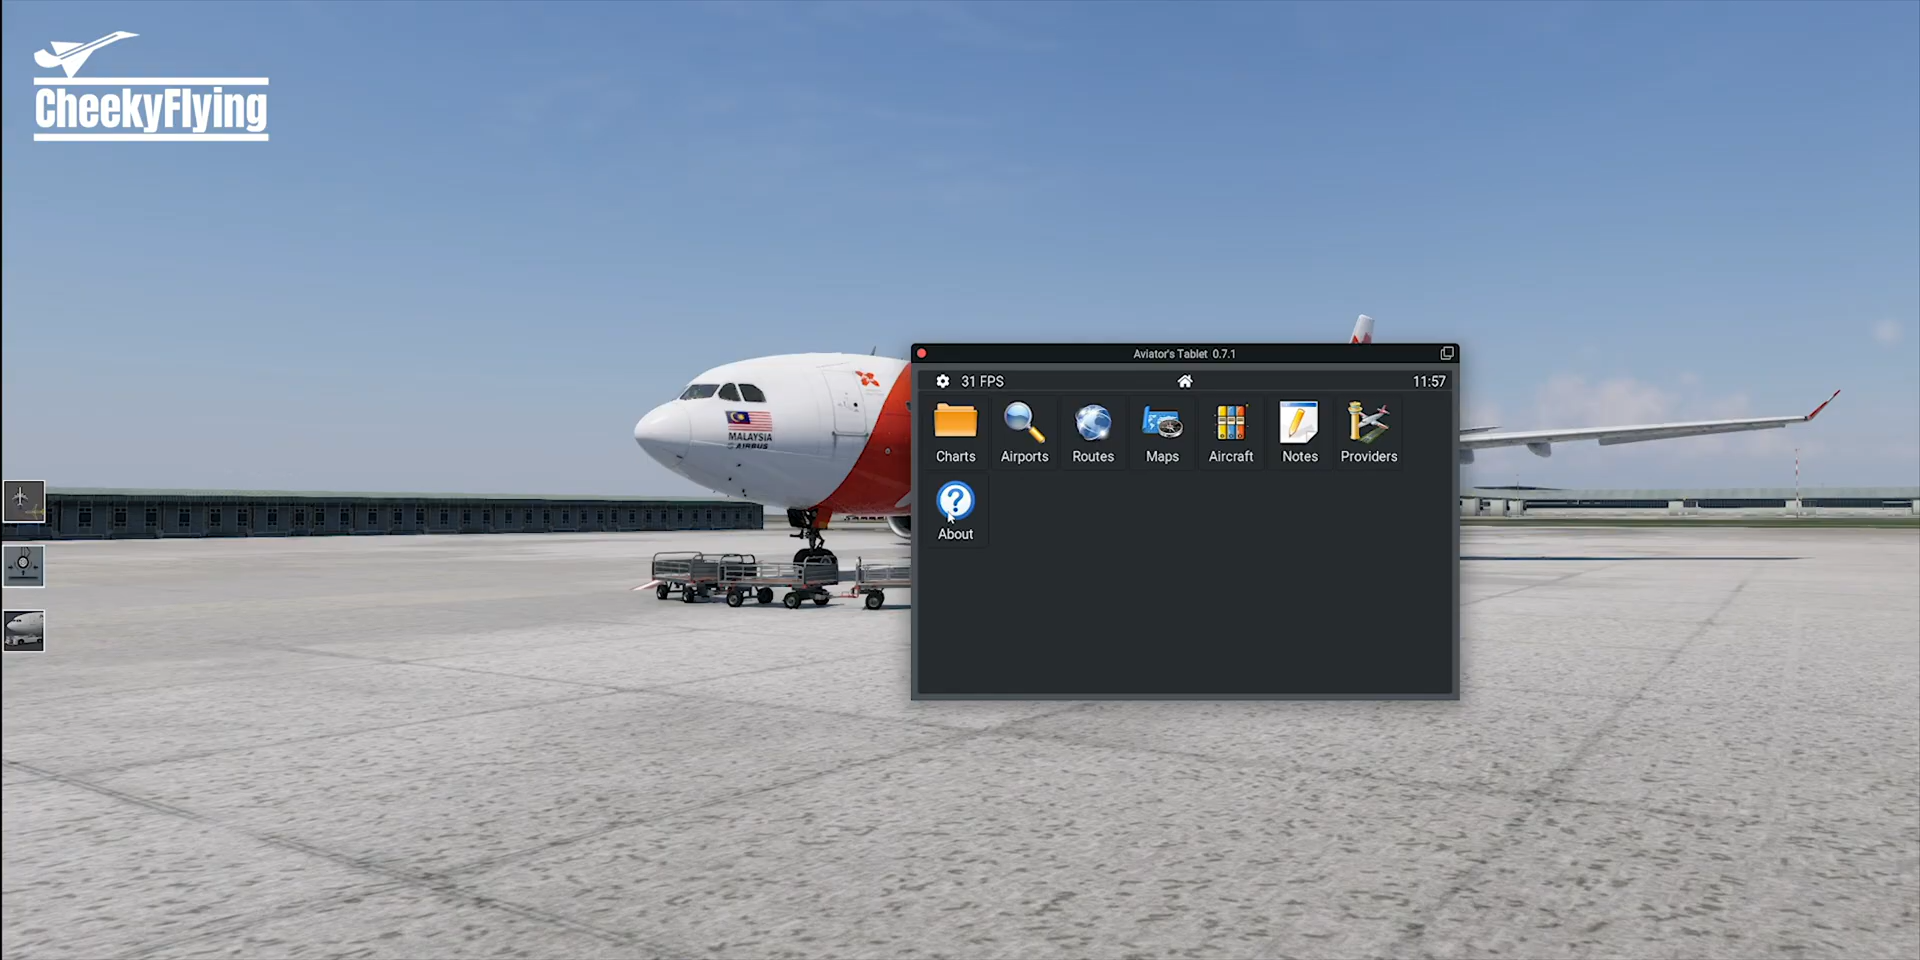 CheekyFlying
Aviator's Tablet 0.7.1
31 FPS
11:57
Charts
Airports
Routes
Maps
Aircraft
Notes
Providers
About
MALAYSIA
AIRBUS